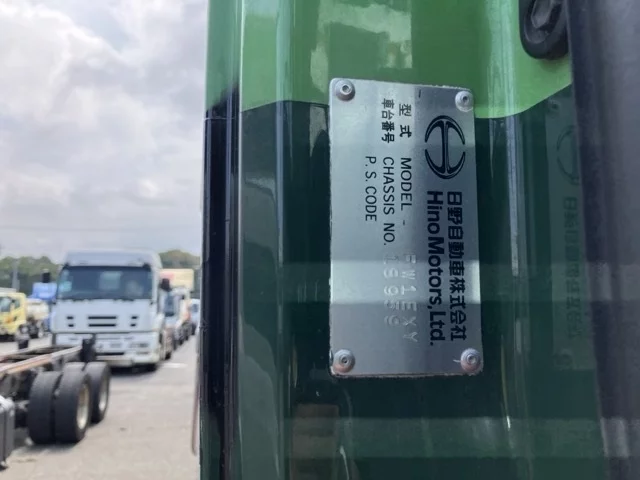 日野自動車株式会社
Hino Motors, Ltd.
型式 MODEL - FW1EXY
車台番号 CHASSIS NO.
P.S.CODE